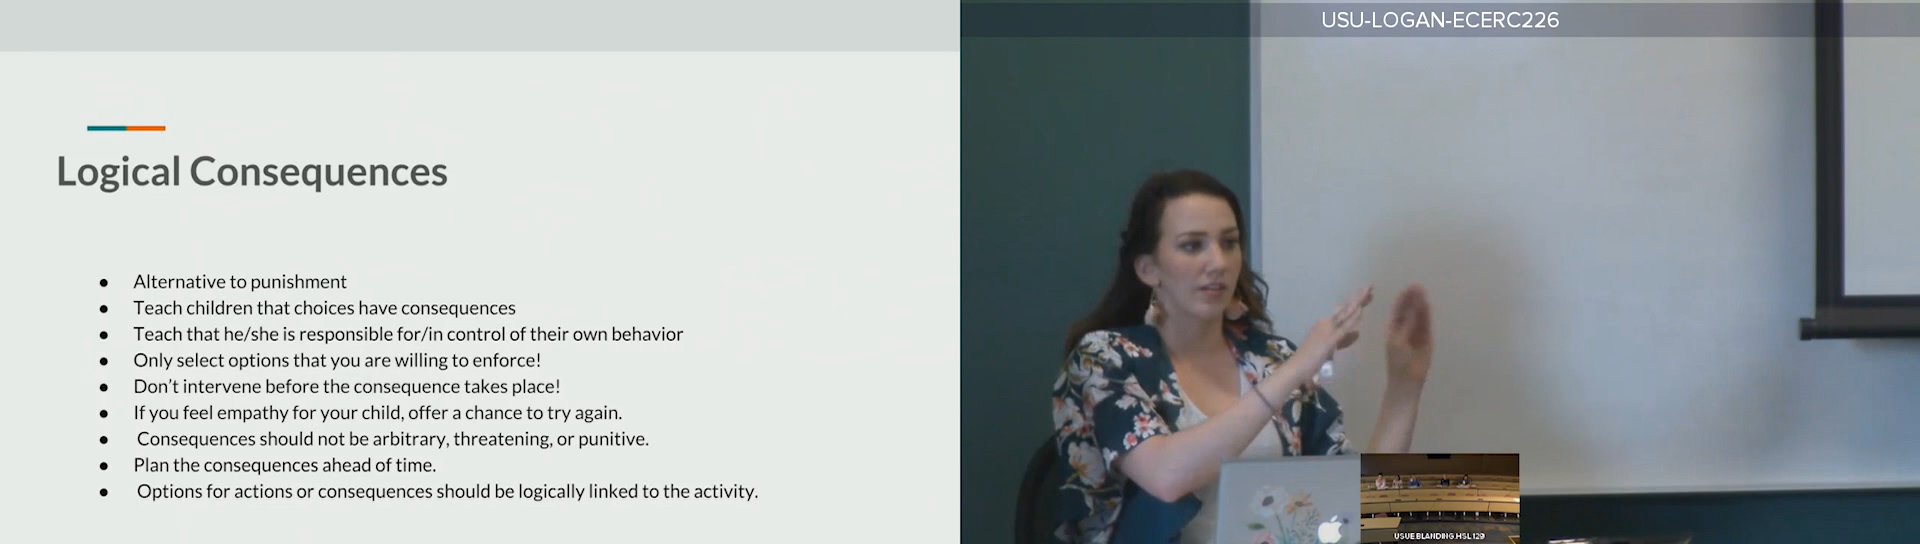 USU-LOGAN-ECERC226
Logical Consequences
● Alternative to punishment
● Teach children that choices have consequences
● Teach that he/she is responsible for/in control of their own behavior
● Only select options that you are willing to enforce!
● Don’t intervene before the consequence takes place!
● If you feel empathy for your child, offer a chance to try again.
● Consequences should not be arbitrary, threatening, or punitive.
● Plan the consequences ahead of time.
● Options for actions or consequences should be logically linked to the activity.
USUE.BLANDING.HSL.129